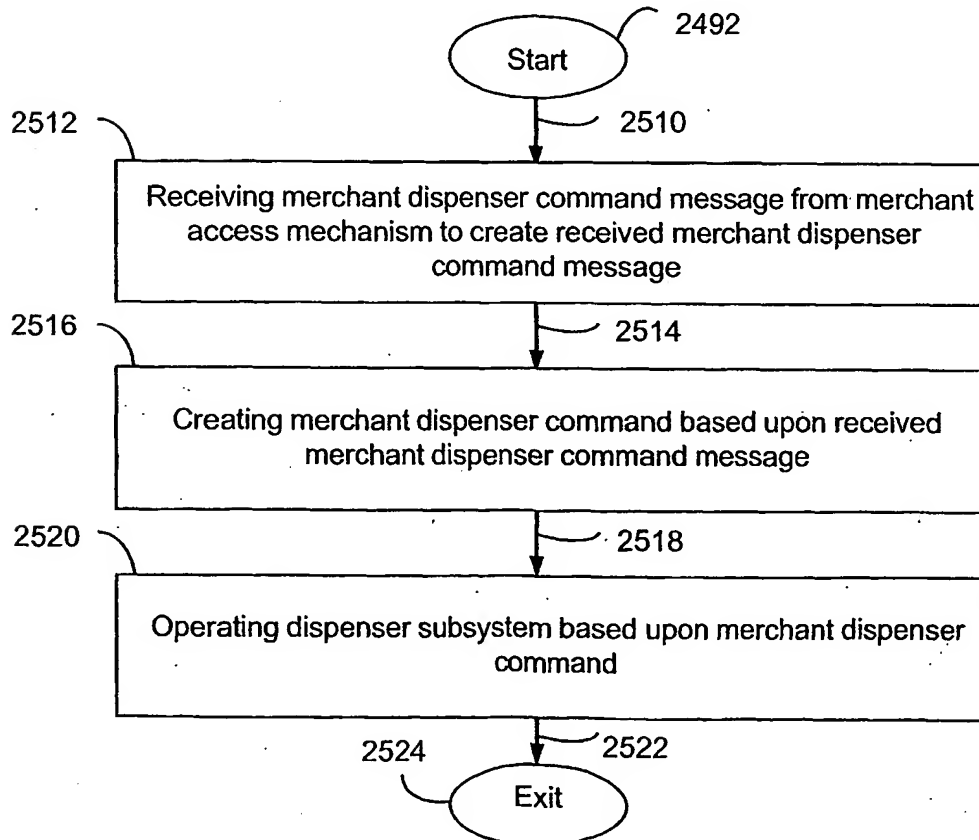 2492
Start
2510
2512
Receiving merchant dispenser command message from merchant
access mechanism to create received merchant dispenser
command message
2514
2516
Creating merchant dispenser command based upon received
merchant dispenser command message
2518
2520
Operating dispenser subsystem based upon merchant dispenser
command
2522
2524
Exit